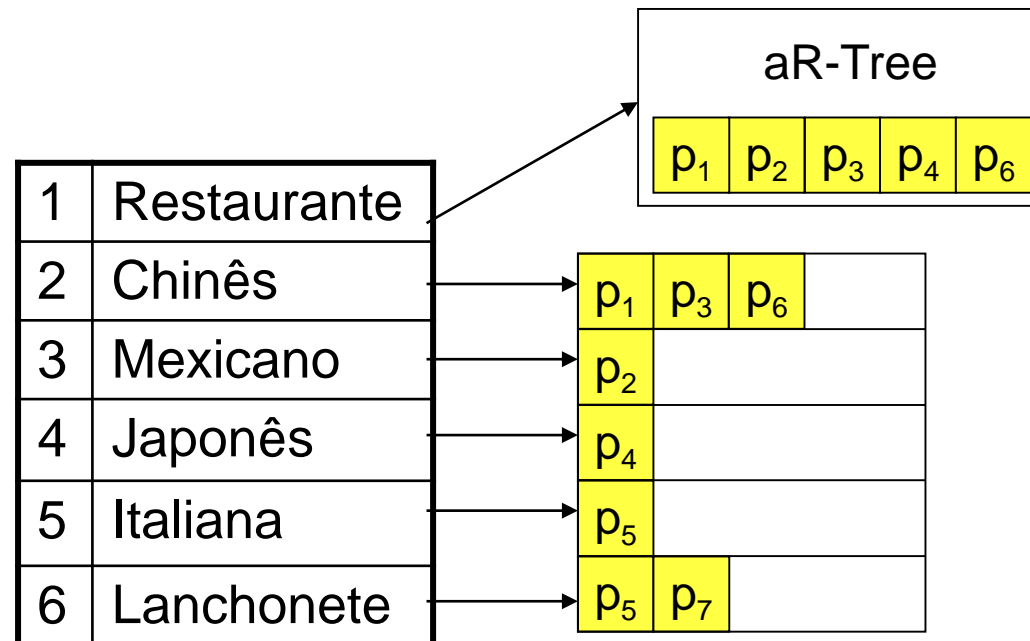 aR-Tree
p₁ p₂ p₃ p₄ p₆
1 Restaurante
2 Chinês p₁ p₃ p₆
3 Mexicano p₂
4 Japonês p₄
5 Italiana p₅
6 Lanchonete p₅ p₇